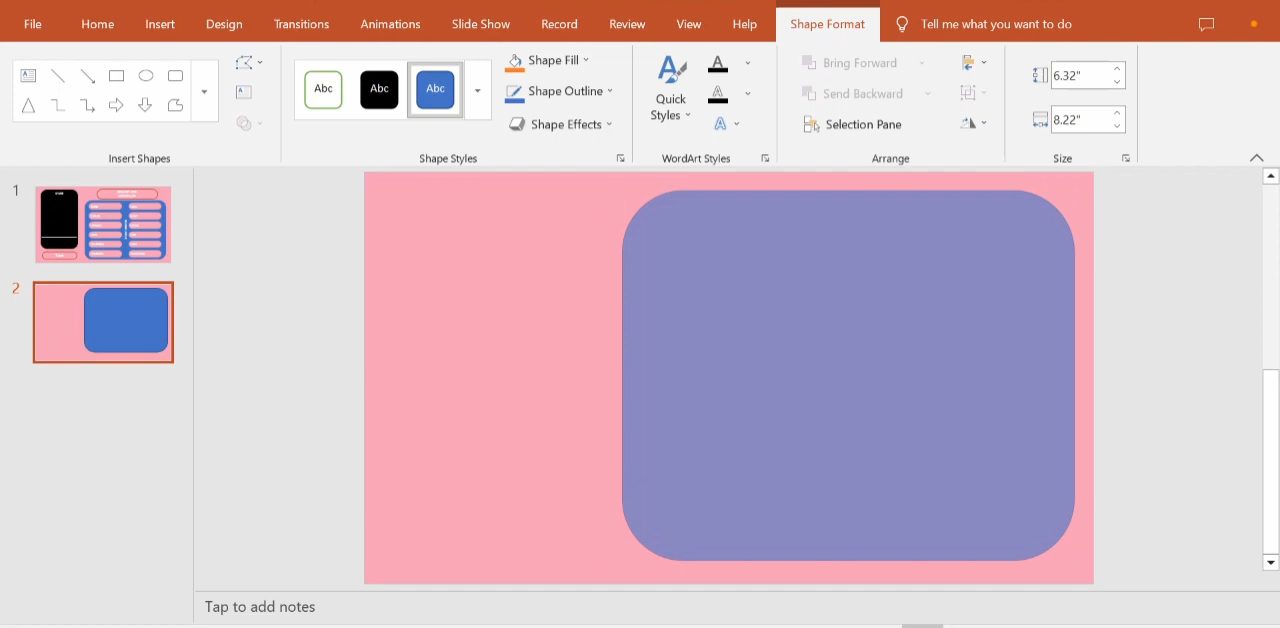 File Home Insert Design Transitions Animations Slide Show Record Review View Help Shape Format Tell me what you want to do
Abc Abc Abc
Shape Fill
Shape Outline
Shape Effects
Quick
Styles
A
A
A
A
A
Bring Forward
Send Backward
Selection Pane
6.32"
8.22"
Insert Shapes Shape Styles WordArt Styles Arrange Size
1
2
Tap to add notes